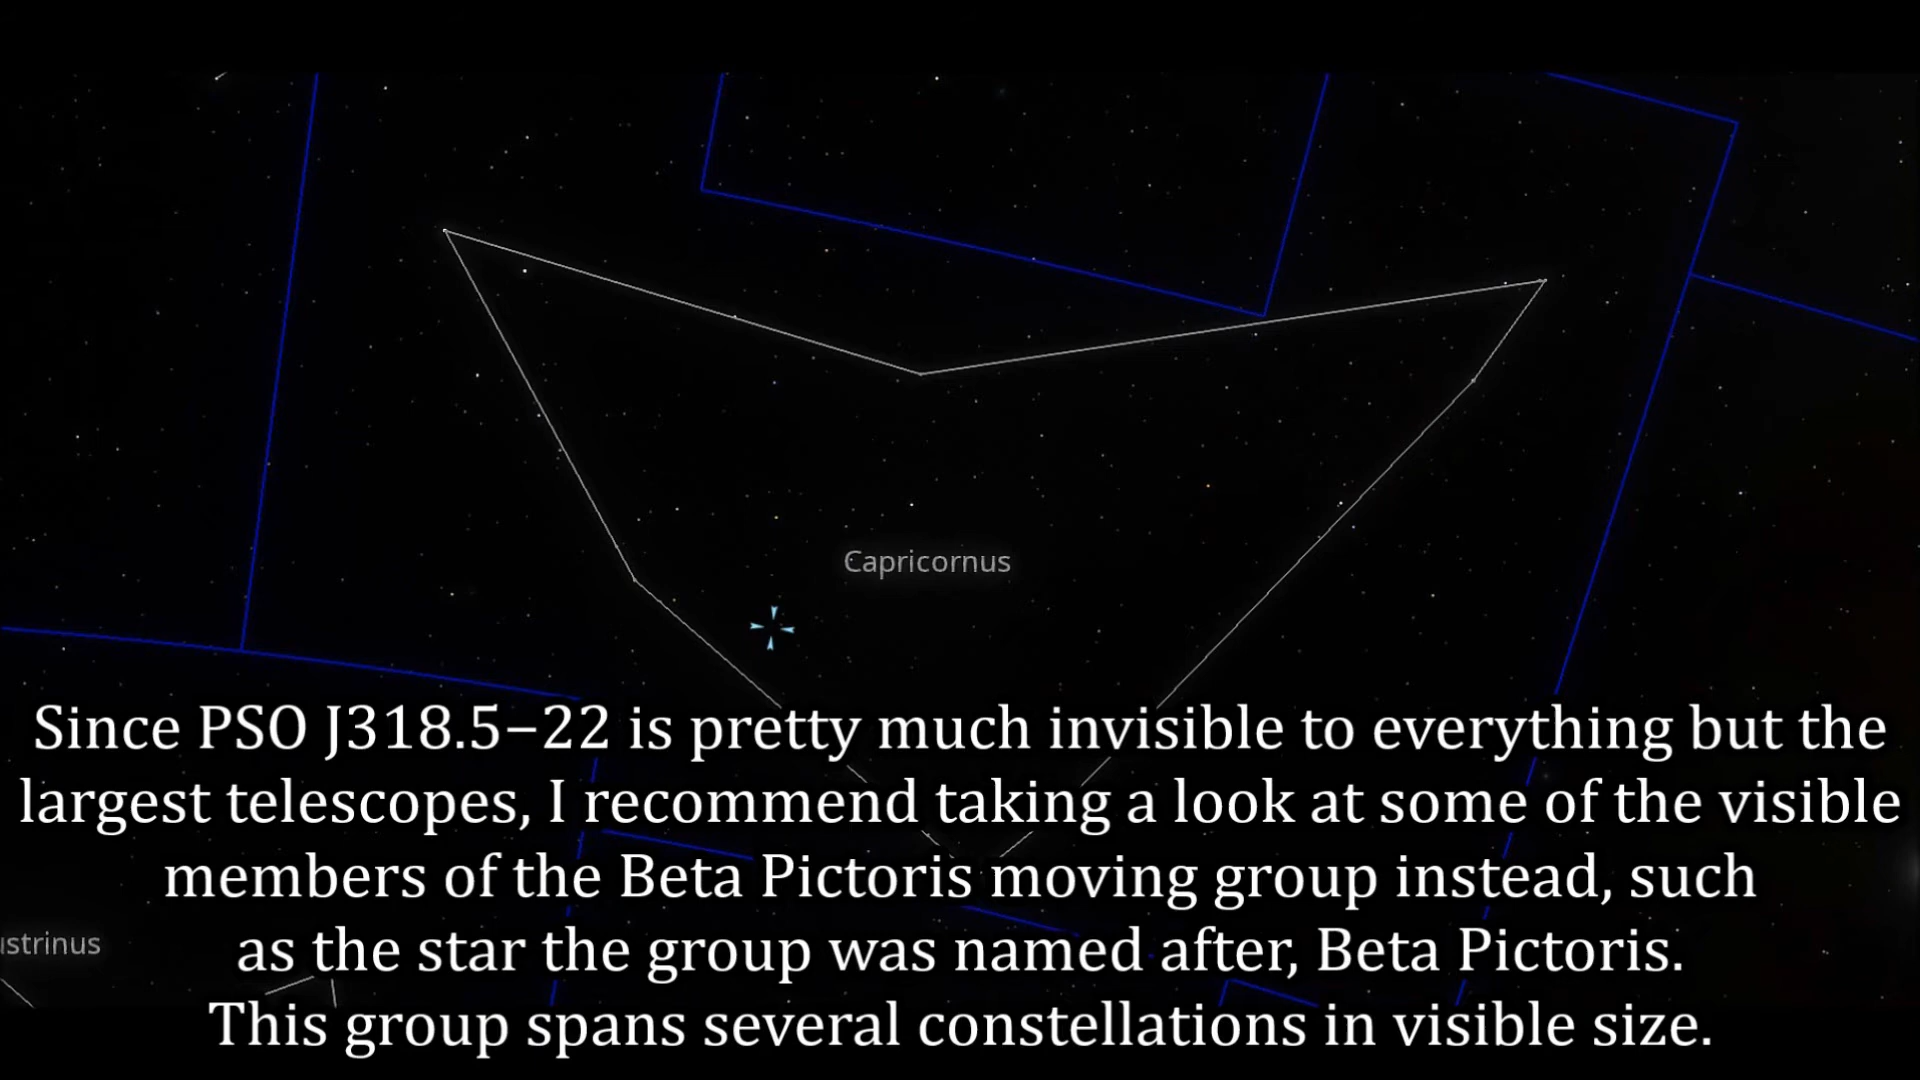 Capricornus
Since PSO J318.5−22 is pretty much invisible to everything but the
largest telescopes, I recommend taking a look at some of the visible
members of the Beta Pictoris moving group instead, such
as the star the group was named after, Beta Pictoris.
ustrinus
This group spans several constellations in visible size.